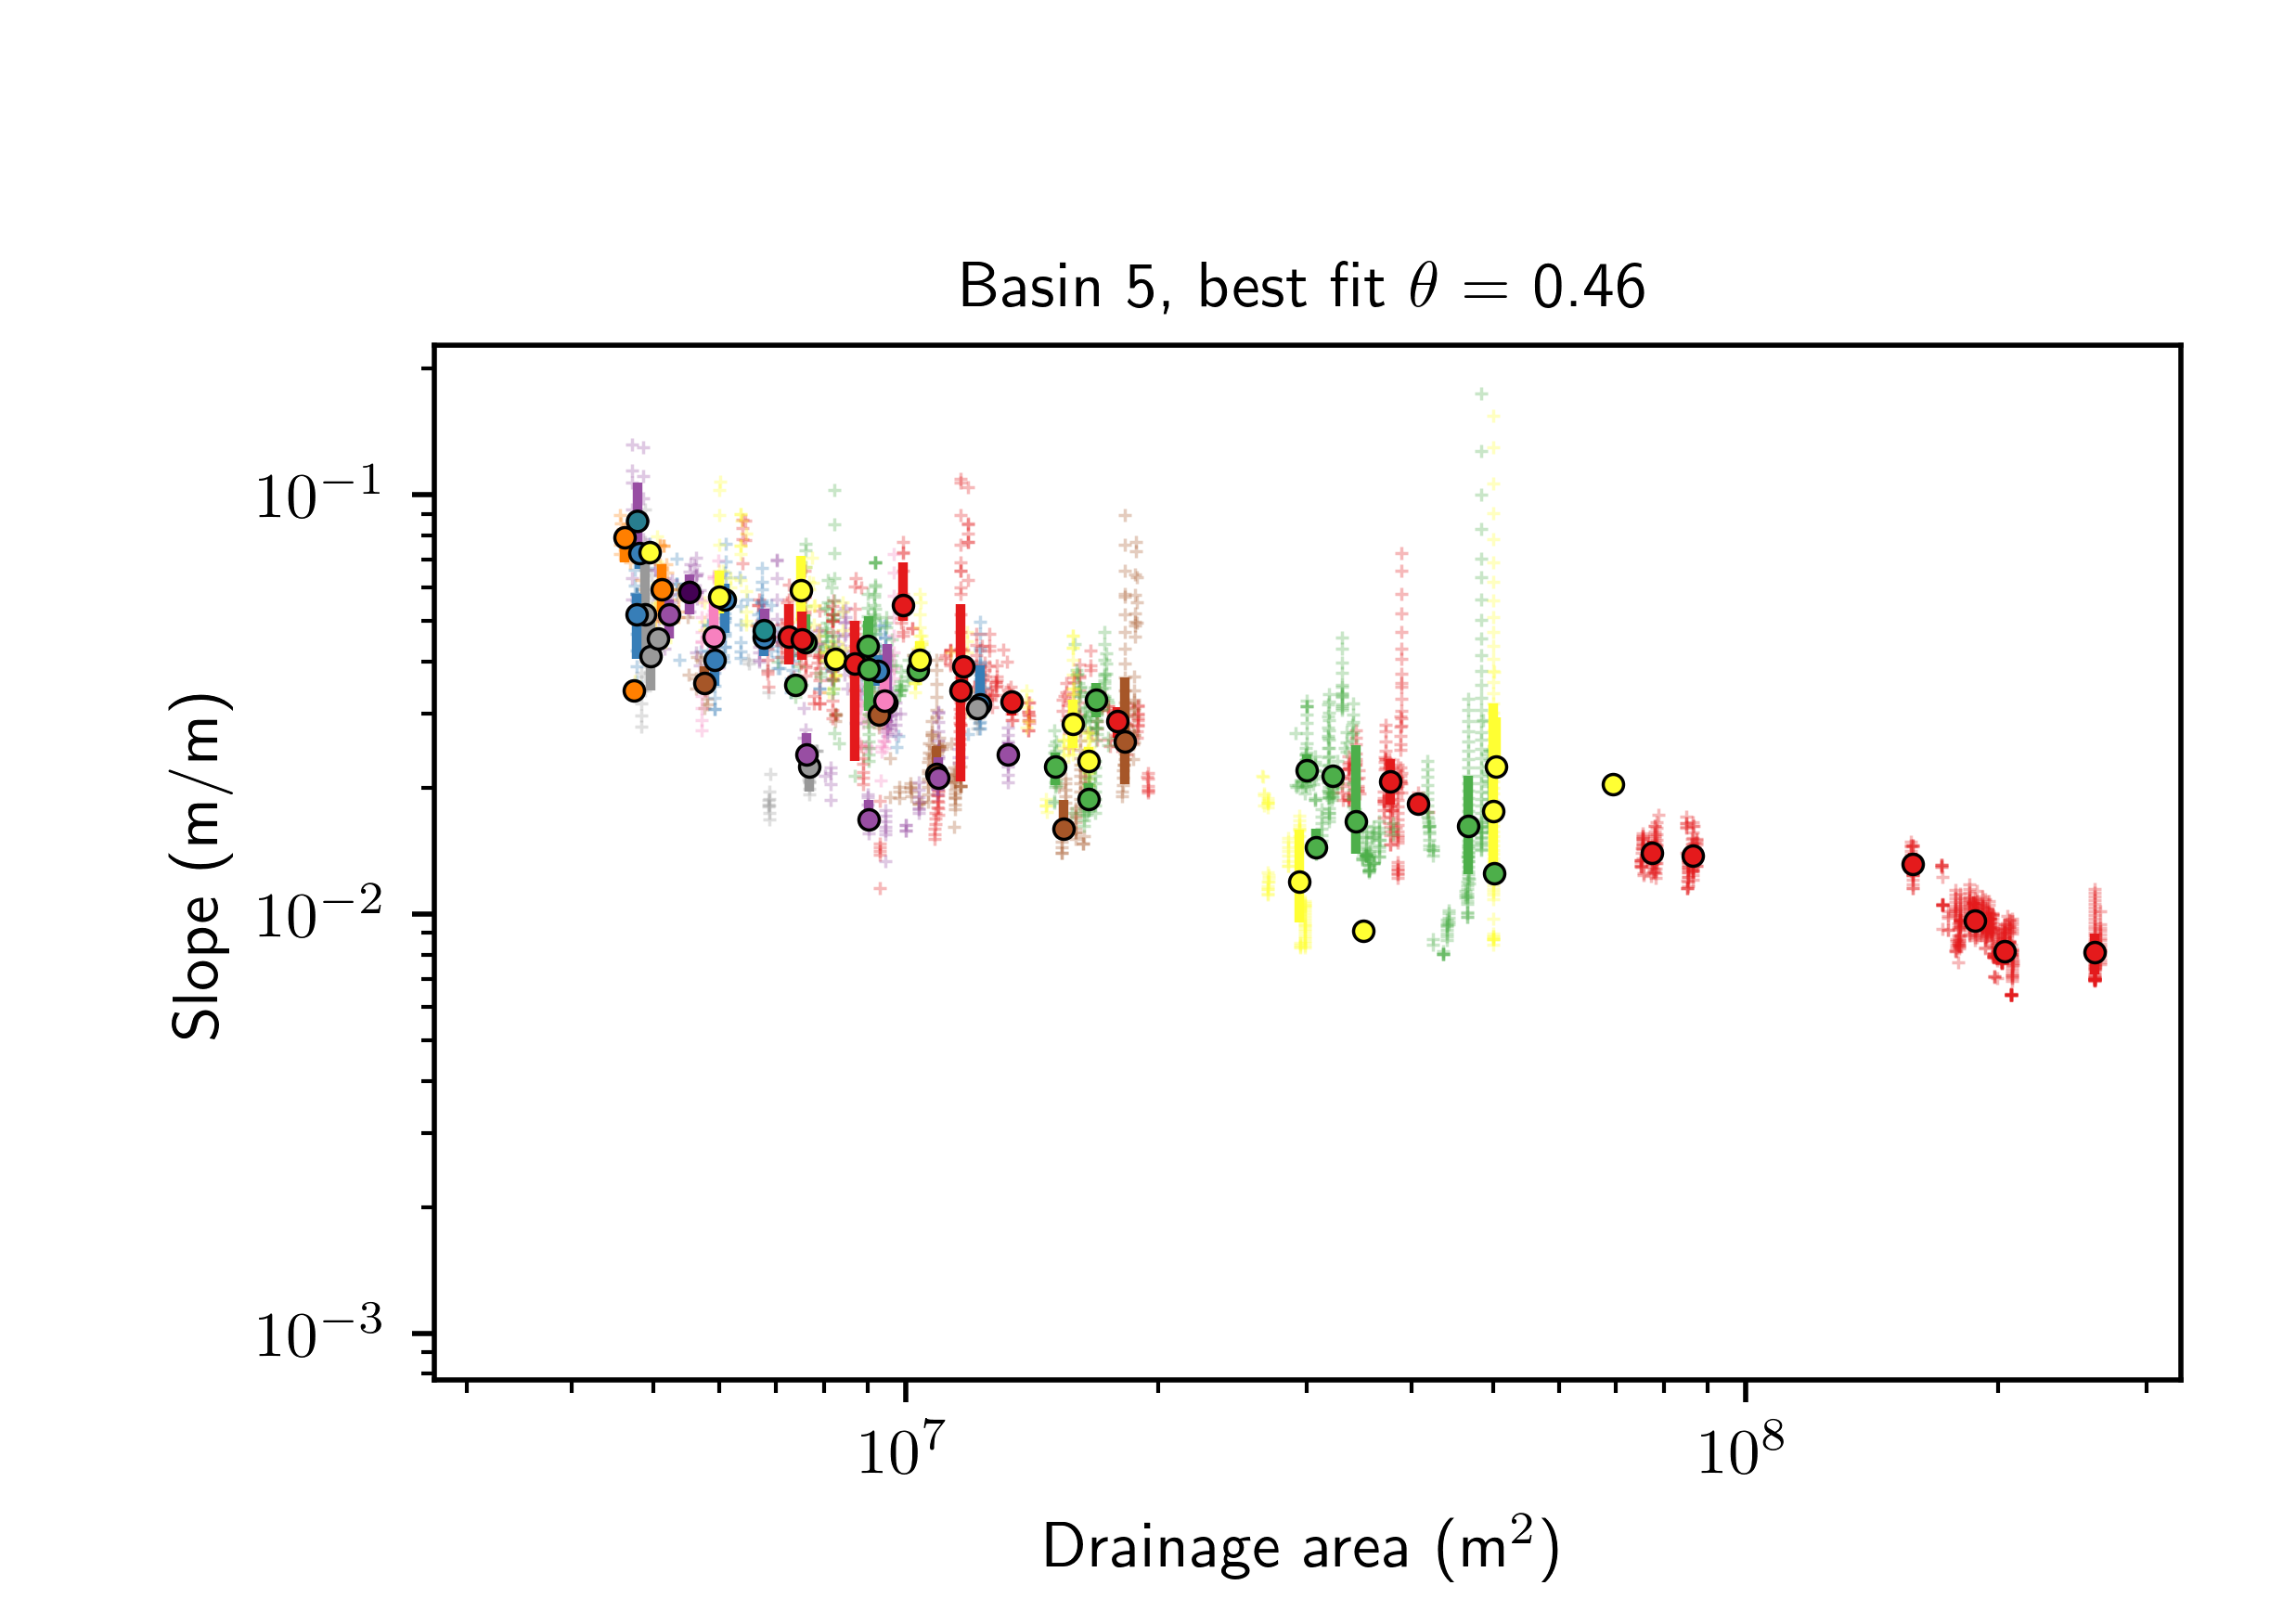 Basin 5, best fit θ = 0.46
Slope (m/m)
10⁻¹
10⁻²
10⁻³
10⁷
10⁸
Drainage area (m²)